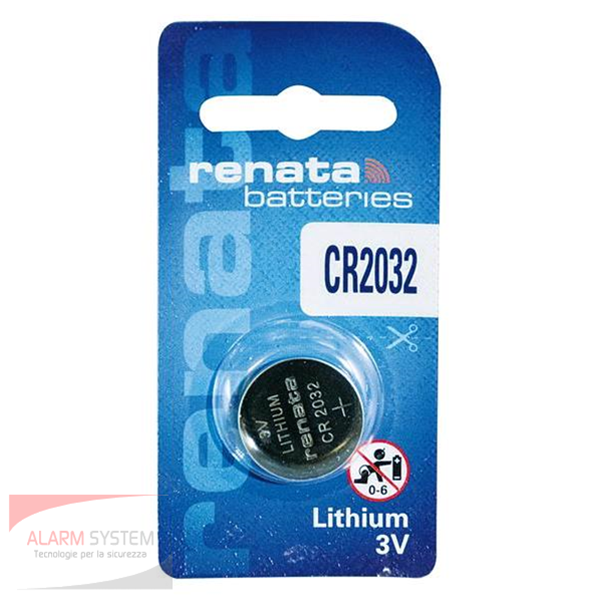 renata
batteries
CR2032
renata
3V
LITHIUM
renata
CR 2032
+
0-6
Lithium
3V
ALARM SYSTEM
Tecnologie per la sicurezza